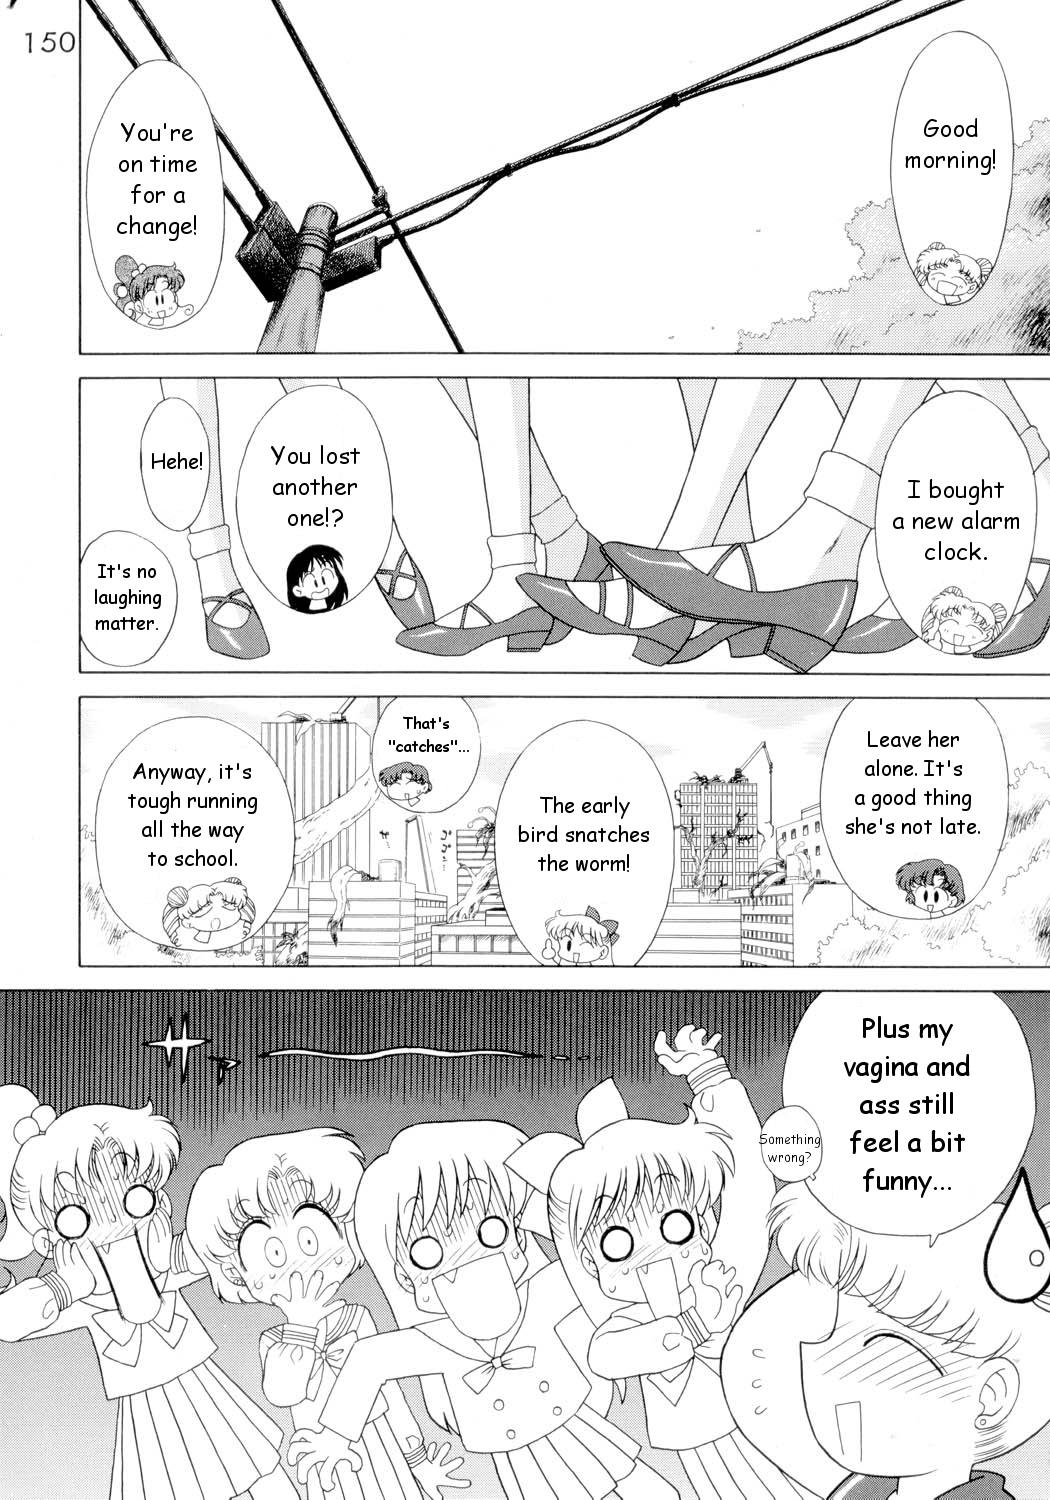 150
Good
morning!
You're
on time
for a
change!
I bought
a new alarm
clock.
You lost
another
one!?
Hehe!
It's no
laughing
matter.
Leave her
alone. It's
a good thing
she's not late.
The early
bird snatches
the worm!
That's
"catches"...
Anyway, it's
tough running
all the way
to school.
Plus my
vagina and
ass still
feel a bit
funny...
Something
wrong?